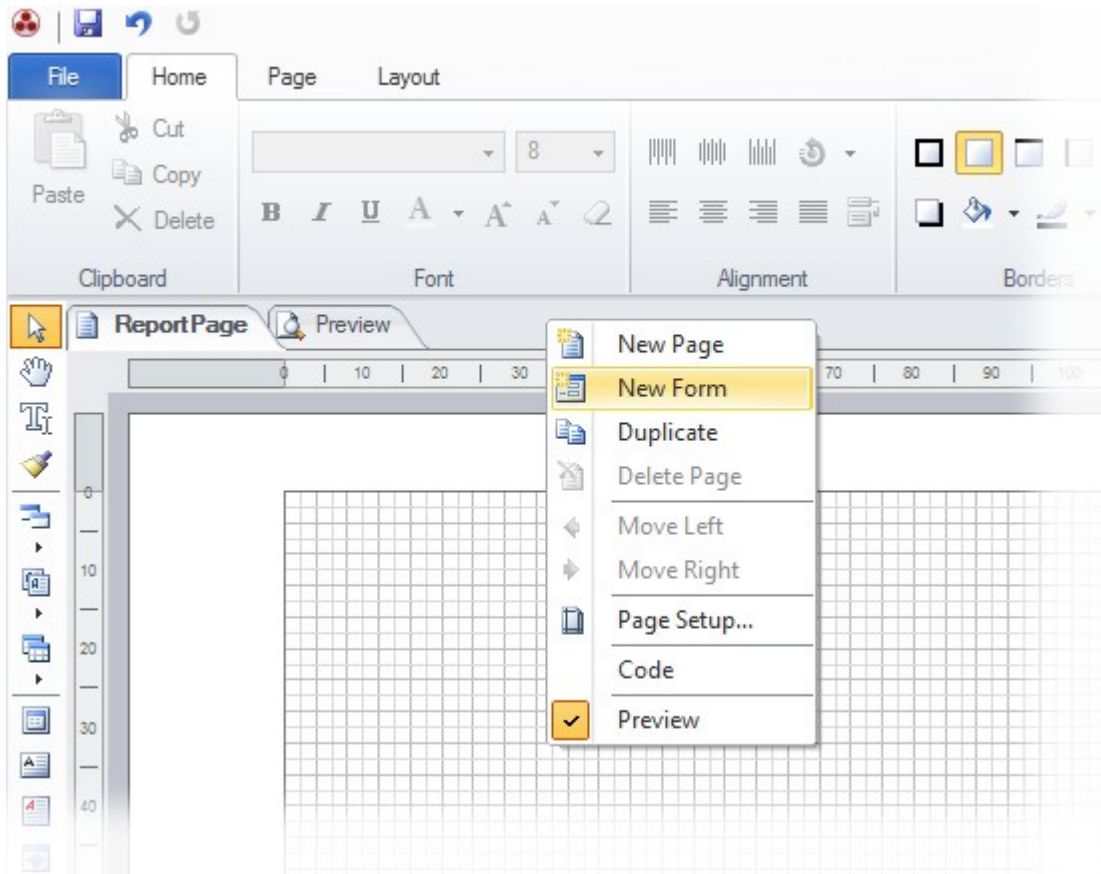 File Home Page Layout
Cut
Copy
Paste
Delete
8
B I U A A A
Clipboard Font Alignment Borders
ReportPage Preview
New Page
New Form
Duplicate
Delete Page
Move Left
Move Right
Page Setup...
Code
Preview
0 10 20 30 70 80 90 100
0
10
20
30
40